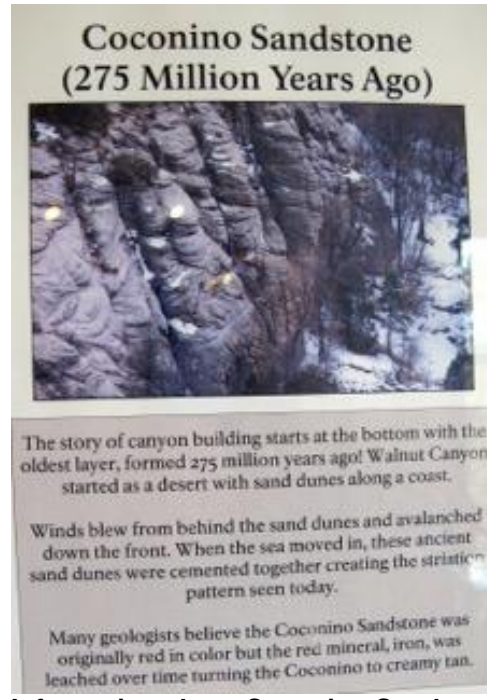 Coconino Sandstone
(275 Million Years Ago)
The story of canyon building starts at the bottom with the
oldest layer, formed 275 million years ago! Walnut Canyon
started as a desert with sand dunes along a coast.
Winds blew from behind the sand dunes and avalanched
down the front. When the sea moved in, these ancient
sand dunes were cemented together creating the striation
pattern seen today.
Many geologists believe the Coconino Sandstone was
originally red in color but the red mineral, iron, was
leached over time turning the Coconino to creamy tan.